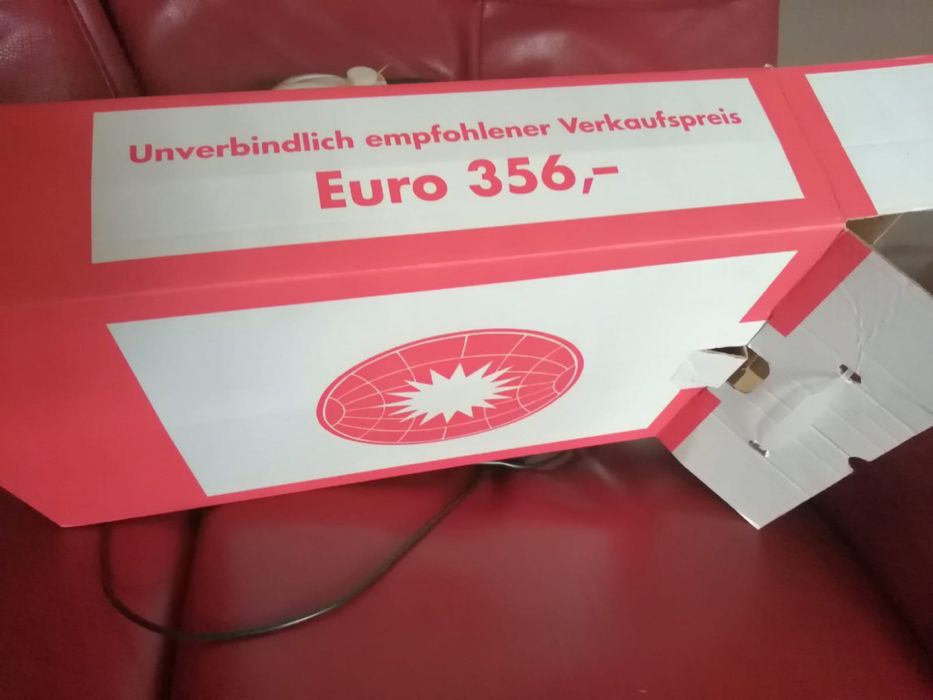 Unverbindlich empfohlener Verkaufspreis
Euro 356,–